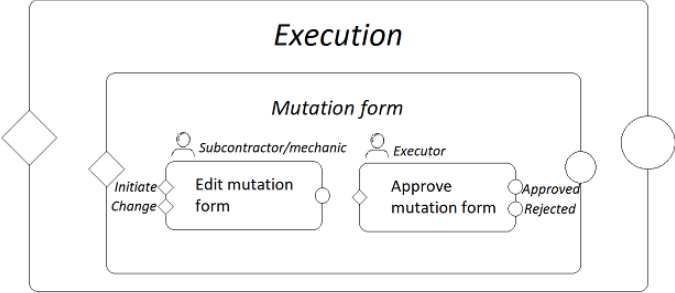 Execution
Mutation form
Subcontractor/mechanic
Executor
Initiate
Change
Edit mutation
form
Approve
mutation form
Approved
Rejected